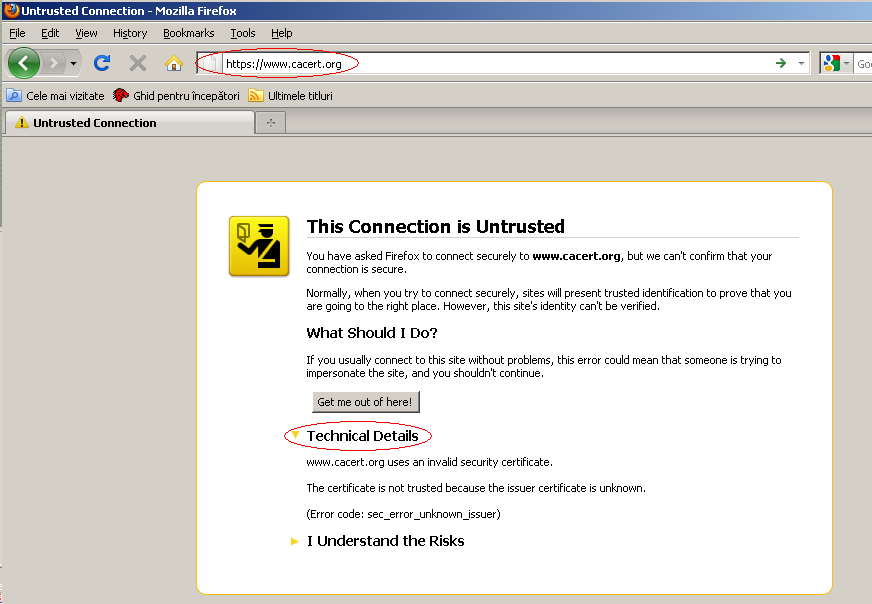 Untrusted Connection - Mozilla Firefox
File Edit View History Bookmarks Tools Help
https://www.cacert.org
Cele mai vizitate Ghid pentru începători Ultimele titluri
Untrusted Connection
This Connection is Untrusted
You have asked Firefox to connect securely to www.cacert.org, but we can't confirm that your
connection is secure.
Normally, when you try to connect securely, sites will present trusted identification to prove that you
are going to the right place. However, this site's identity can't be verified.
What Should I Do?
If you usually connect to this site without problems, this error could mean that someone is trying to
impersonate the site, and you shouldn't continue.
Get me out of here!
Technical Details
www.cacert.org uses an invalid security certificate.
The certificate is not trusted because the issuer certificate is unknown.
(Error code: sec_error_unknown_issuer)
I Understand the Risks